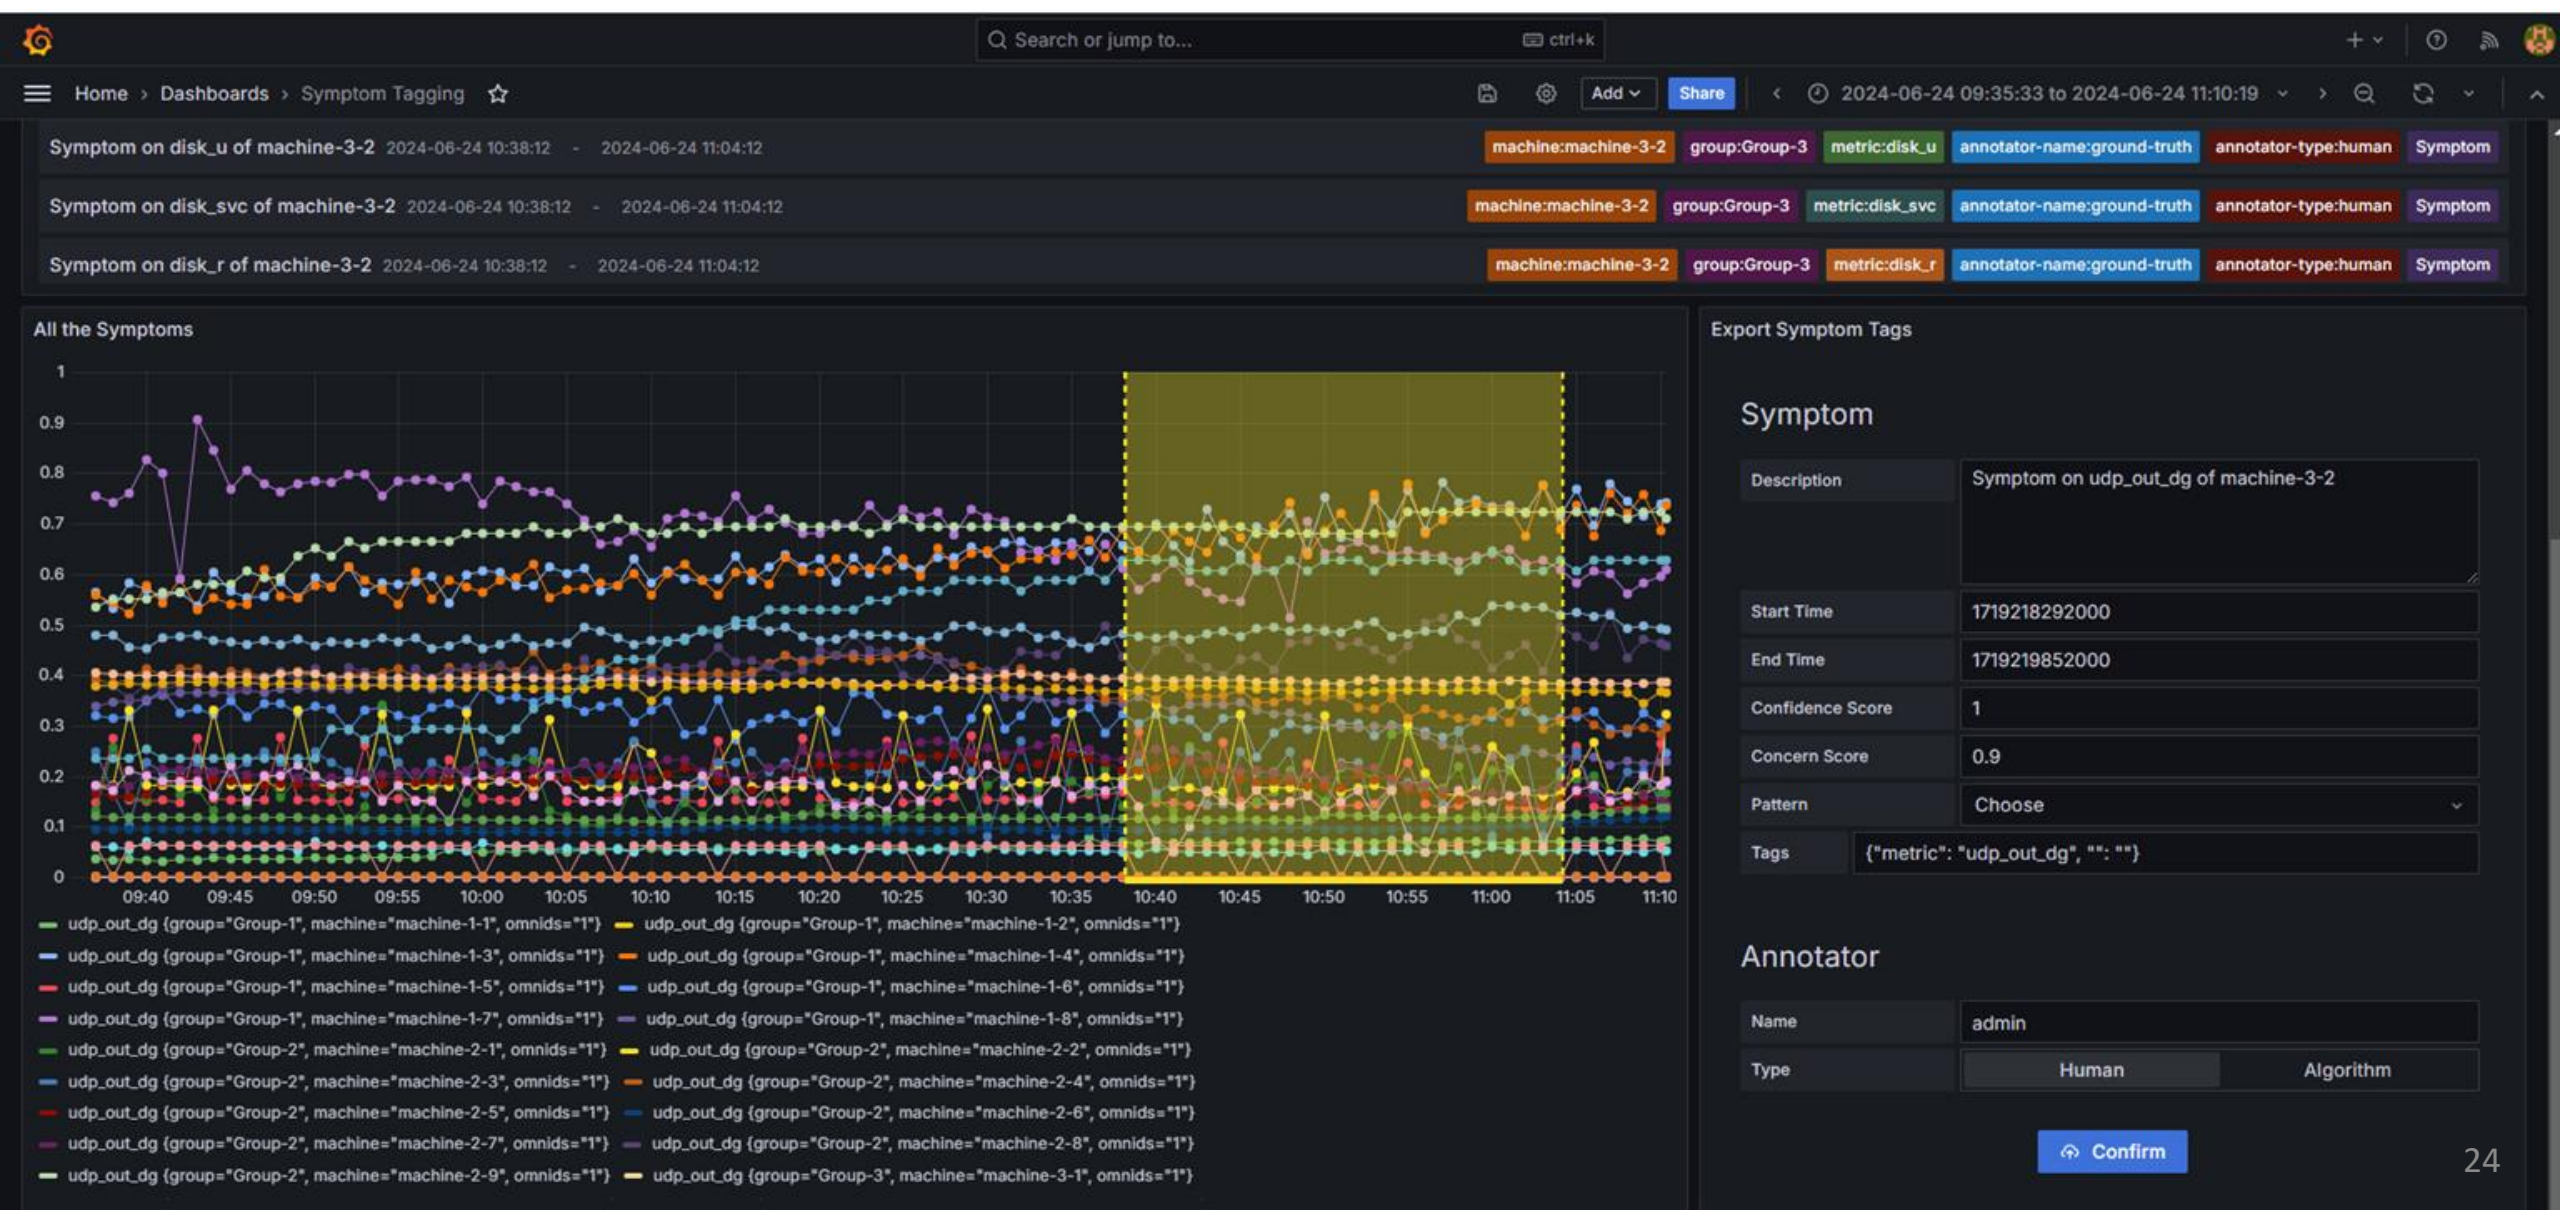 Search or jump to... ctrl+k
Home › Dashboards › Symptom Tagging Add Share 2024-06-24 09:35:33 to 2024-06-24 11:10:19
Symptom on disk_u of machine-3-2 2024-06-24 10:38:12 - 2024-06-24 11:04:12 machine:machine-3-2 group:Group-3 metric:disk_u annotator-name:ground-truth annotator-type:human Symptom
Symptom on disk_svc of machine-3-2 2024-06-24 10:38:12 - 2024-06-24 11:04:12 machine:machine-3-2 group:Group-3 metric:disk_svc annotator-name:ground-truth annotator-type:human Symptom
Symptom on disk_r of machine-3-2 2024-06-24 10:38:12 - 2024-06-24 11:04:12 machine:machine-3-2 group:Group-3 metric:disk_r annotator-name:ground-truth annotator-type:human Symptom
All the Symptoms
1
0.9
0.8
0.7
0.6
0.5
0.4
0.3
0.2
0.1
0
09:40 09:45 09:50 09:55 10:00 10:05 10:10 10:15 10:20 10:25 10:30 10:35 10:40 10:45 10:50 10:55 11:00 11:05 11:10
udp_out_dg {group="Group-1", machine="machine-1-1", omnids="1"} udp_out_dg {group="Group-1", machine="machine-1-2", omnids="1"}
udp_out_dg {group="Group-1", machine="machine-1-3", omnids="1"} udp_out_dg {group="Group-1", machine="machine-1-4", omnids="1"}
udp_out_dg {group="Group-1", machine="machine-1-5", omnids="1"} udp_out_dg {group="Group-1", machine="machine-1-6", omnids="1"}
udp_out_dg {group="Group-1", machine="machine-1-7", omnids="1"} udp_out_dg {group="Group-1", machine="machine-1-8", omnids="1"}
udp_out_dg {group="Group-2", machine="machine-2-1", omnids="1"} udp_out_dg {group="Group-2", machine="machine-2-2", omnids="1"}
udp_out_dg {group="Group-2", machine="machine-2-3", omnids="1"} udp_out_dg {group="Group-2", machine="machine-2-4", omnids="1"}
udp_out_dg {group="Group-2", machine="machine-2-5", omnids="1"} udp_out_dg {group="Group-2", machine="machine-2-6", omnids="1"}
udp_out_dg {group="Group-2", machine="machine-2-7", omnids="1"} udp_out_dg {group="Group-2", machine="machine-2-8", omnids="1"}
udp_out_dg {group="Group-2", machine="machine-2-9", omnids="1"} udp_out_dg {group="Group-3", machine="machine-3-1", omnids="1"}
Export Symptom Tags
Symptom
Description Symptom on udp_out_dg of machine-3-2
Start Time 1719218292000
End Time 1719219852000
Confidence Score 1
Concern Score 0.9
Pattern Choose
Tags {"metric": "udp_out_dg", "": ""}
Annotator
Name admin
Type Human Algorithm
Confirm
24